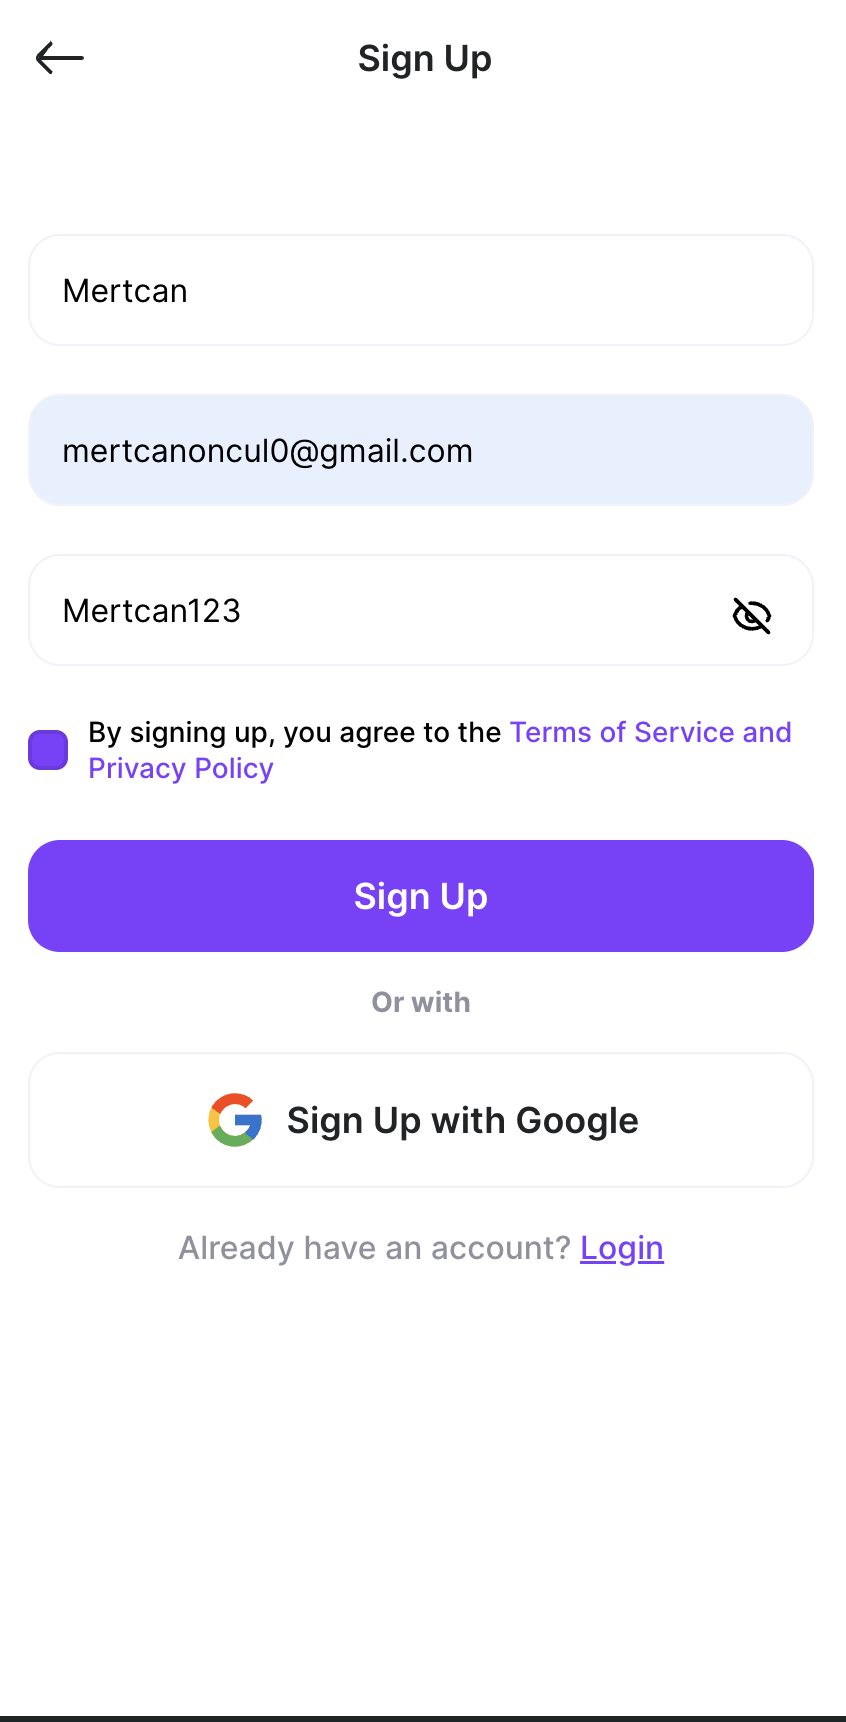 Sign Up
Mertcan
mertcanoncul0@gmail.com
Mertcan123
By signing up, you agree to the Terms of Service and
Privacy Policy
Sign Up
Or with
Sign Up with Google
Already have an account? Login